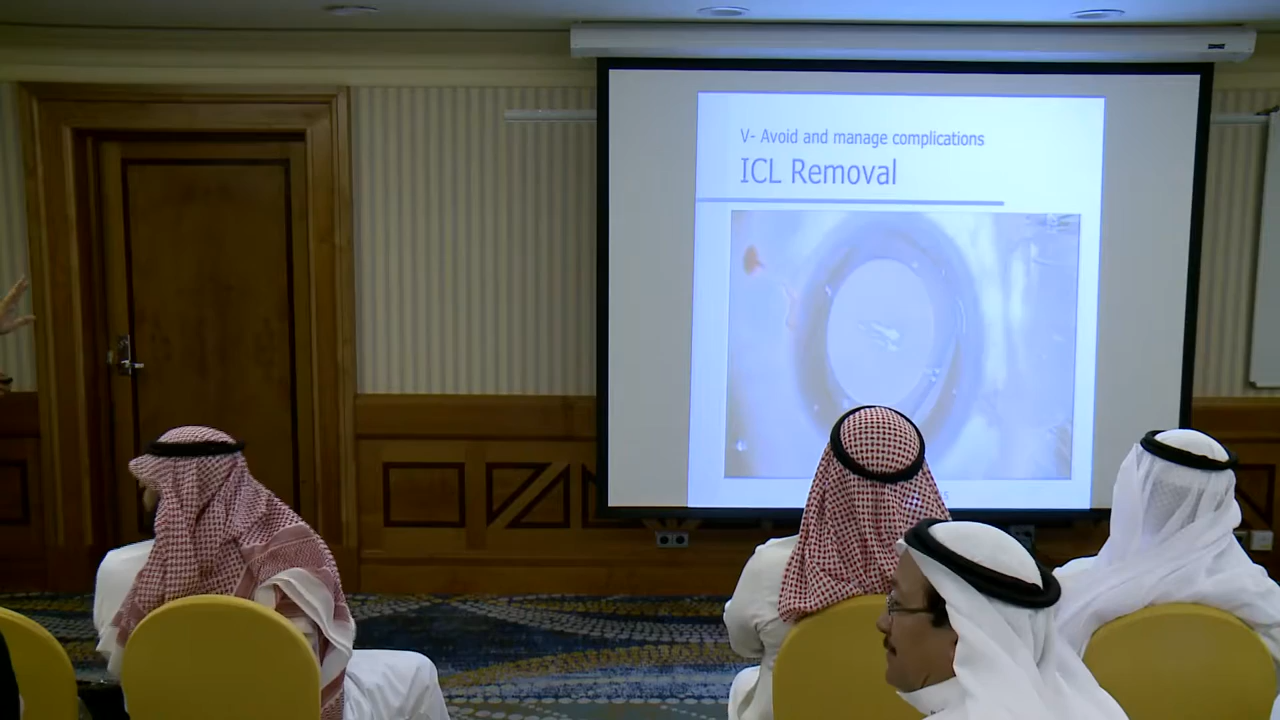 V- Avoid and manage complications
ICL Removal